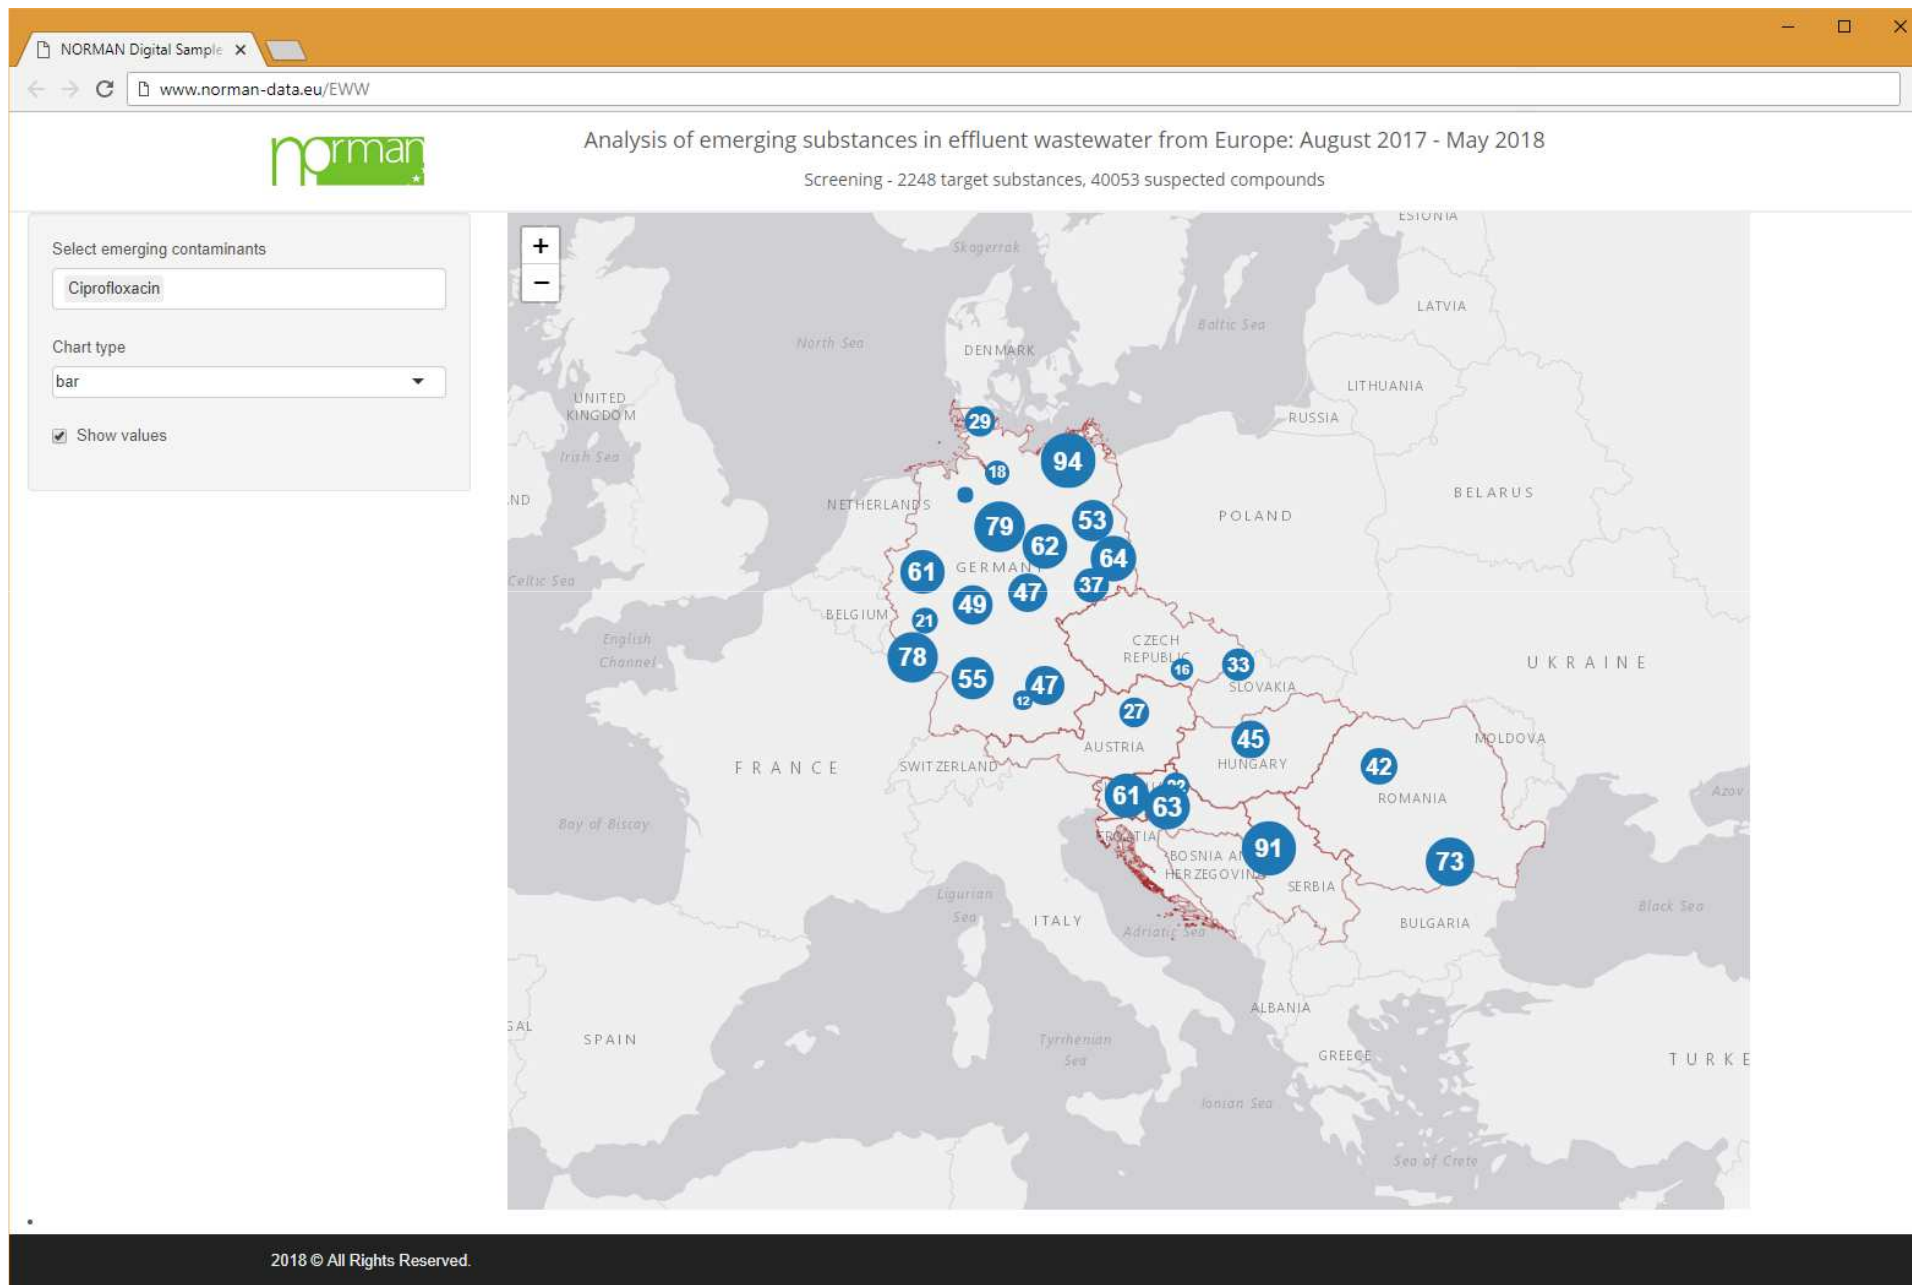 NORMAN Digital Sample
www.norman-data.eu/EWW
norman
Analysis of emerging substances in effluent wastewater from Europe: August 2017 - May 2018
Screening - 2248 target substances, 40053 suspected compounds
Select emerging contaminants
Ciprofloxacin
Chart type
bar
Show values
+
−
ESTONIA
Skagerrak
LATVIA
Baltic Sea
North Sea
DENMARK
LITHUANIA
UNITED
KINGDOM
RUSSIA
29
Irish Sea
94
18
BELARUS
ND
NETHERLANDS
POLAND
53
79
62
64
61
GERMANY
Celtic Sea
37
47
49
BELGIUM
21
English
Channel
CZECH
REPUBLIC
78
16
33
UKRAINE
55
47
SLOVAKIA
12
27
45
MOLDOVA
AUSTRIA
HUNGARY
FRANCE
SWITZERLAND
42
22
61
63
ROMANIA
Azov
Bay of Biscay
CROATIA
91
BOSNIA AN
HERZEGOVINA
73
SERBIA
Ligurian
Sea
ITALY
Adriatic Sea
BULGARIA
Black Sea
ALBANIA
GAL
SPAIN
Tyrrhenian
Sea
GREECE
TURKE
Ionian Sea
Sea of Crete
2018 © All Rights Reserved.